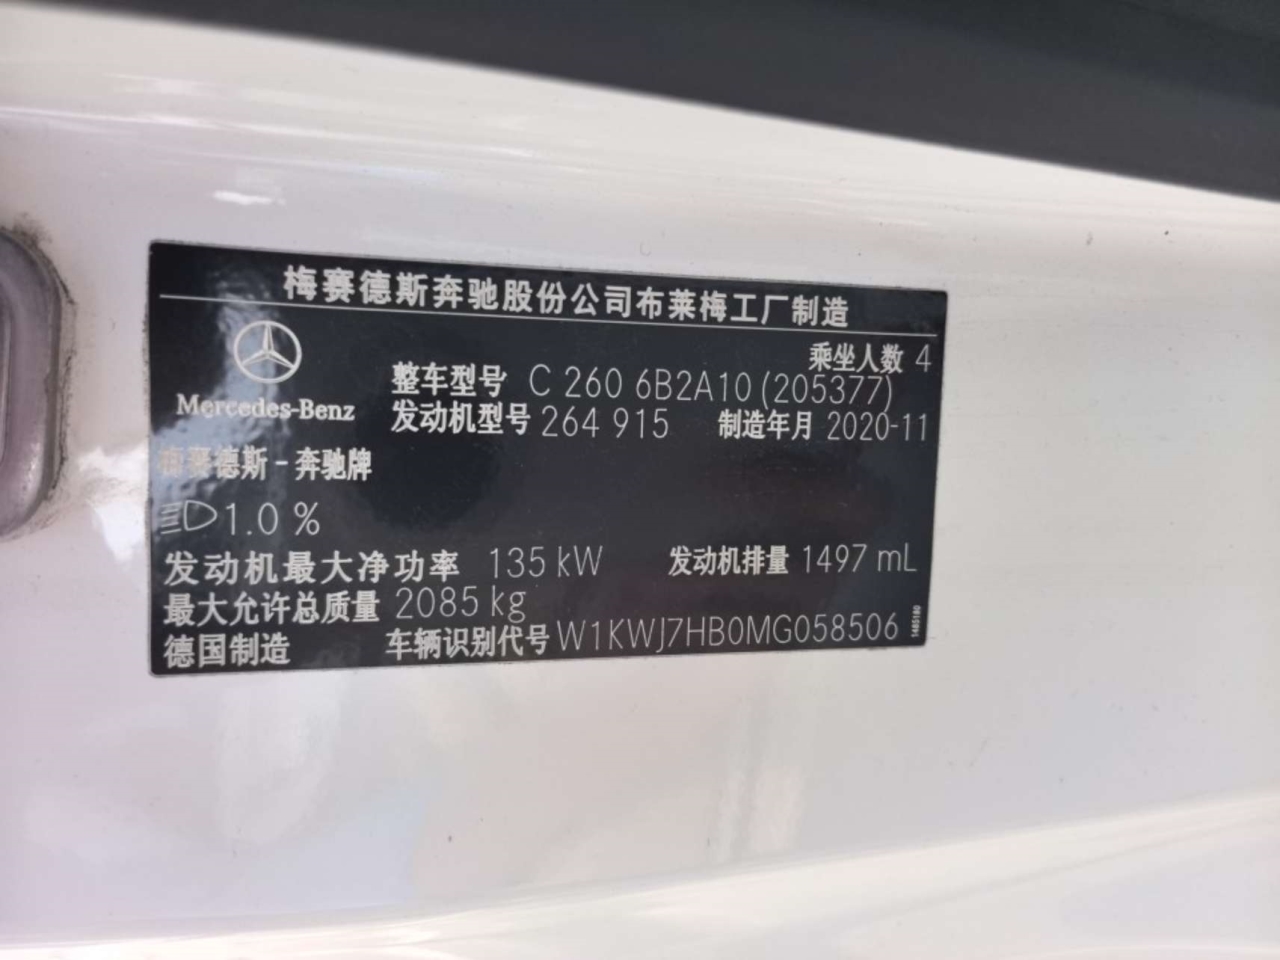 梅赛德斯奔驰股份公司布莱梅工厂制造
乘坐人数 4
Mercedes-Benz
整车型号 C 260 6B2A10 (205377)
发动机型号 264 915 制造年月 2020-11
梅赛德斯-奔驰牌
1.0 %
发动机最大净功率 135 kW 发动机排量 1497 mL
最大允许总质量 2085 kg
德国制造 车辆识别代号 W1KWJ7HB0MG058506
1485180